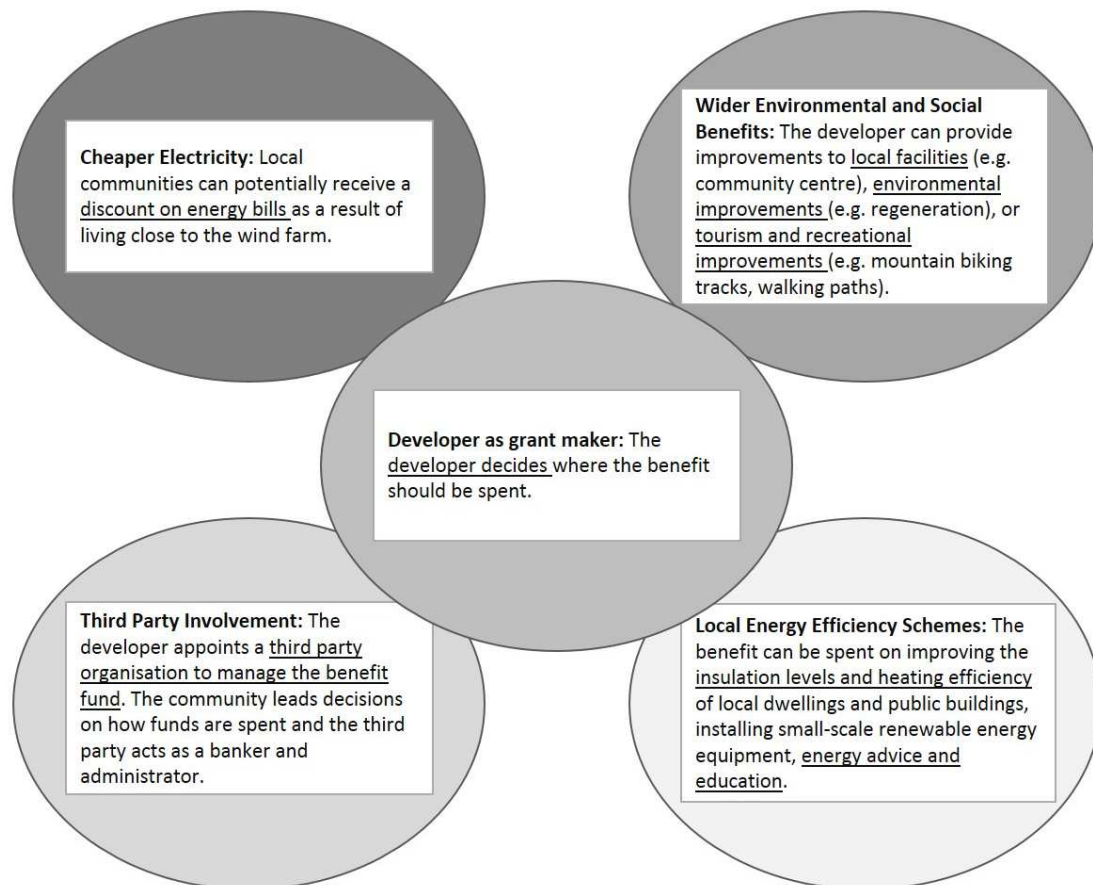 Cheaper Electricity: Local
communities can potentially receive a
discount on energy bills as a result of
living close to the wind farm.
Wider Environmental and Social
Benefits: The developer can provide
improvements to local facilities (e.g.
community centre), environmental
improvements (e.g. regeneration), or
tourism and recreational
improvements (e.g. mountain biking
tracks, walking paths).
Developer as grant maker: The
developer decides where the benefit
should be spent.
Third Party Involvement: The
developer appoints a third party
organisation to manage the benefit
fund. The community leads decisions
on how funds are spent and the third
party acts as a banker and
administrator.
Local Energy Efficiency Schemes: The
benefit can be spent on improving the
insulation levels and heating efficiency
of local dwellings and public buildings,
installing small-scale renewable energy
equipment, energy advice and
education.